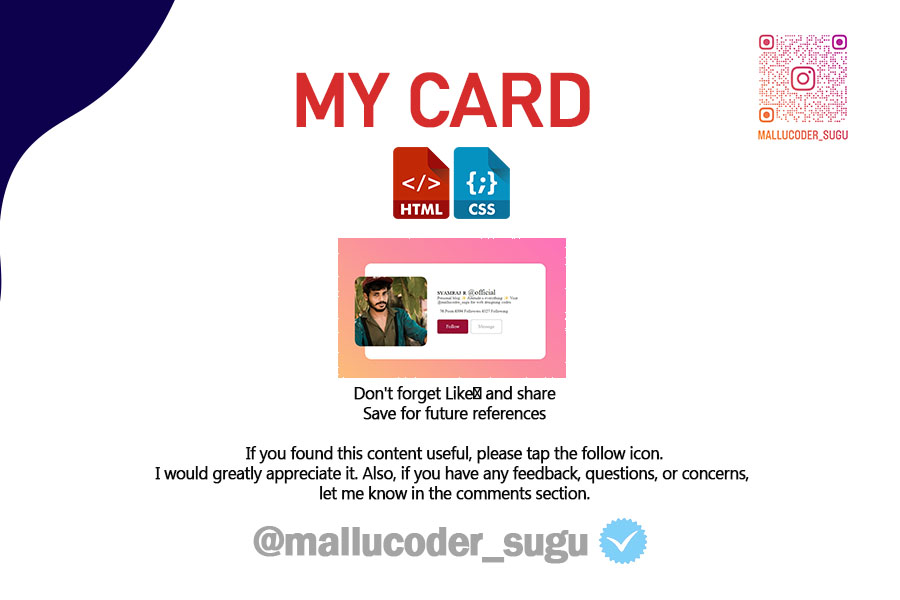 MY CARD
MALLUCODER_SUGU
</>
HTML
{;}
CSS
SYAMRAJ R @official
Follow
Message
Don't forget Like and share
Save for future references
If you found this content useful, please tap the follow icon.
I would greatly appreciate it. Also, if you have any feedback, questions, or concerns,
let me know in the comments section.
@mallucoder_sugu